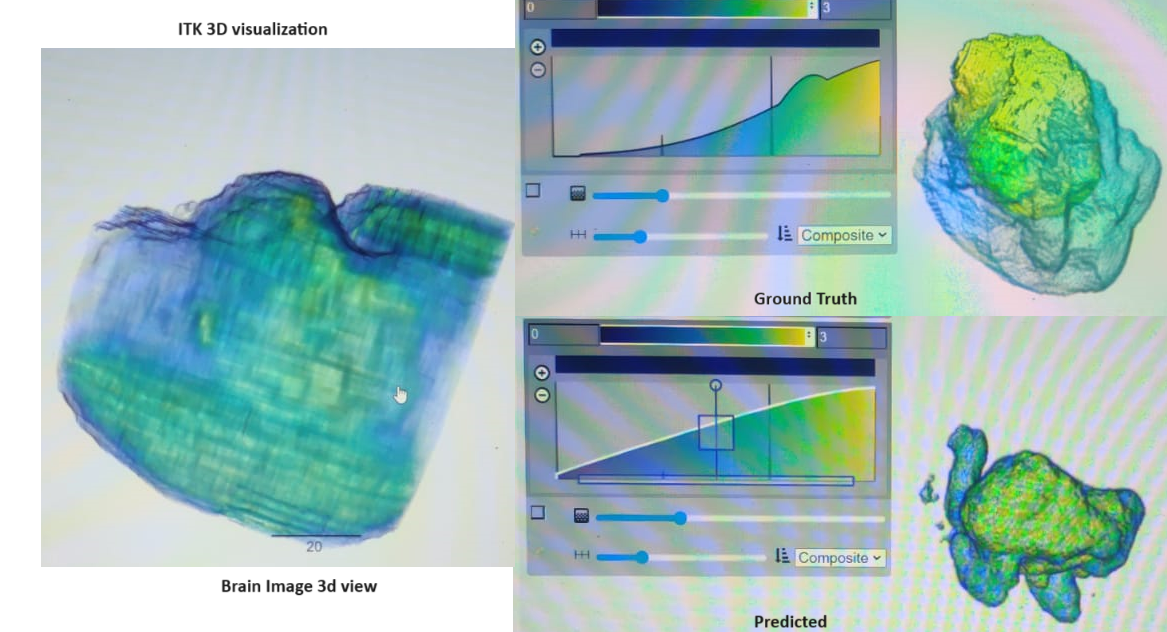 ITK 3D visualization
20
Brain Image 3d view
0
3
Composite
Ground Truth
0
3
Composite
Predicted